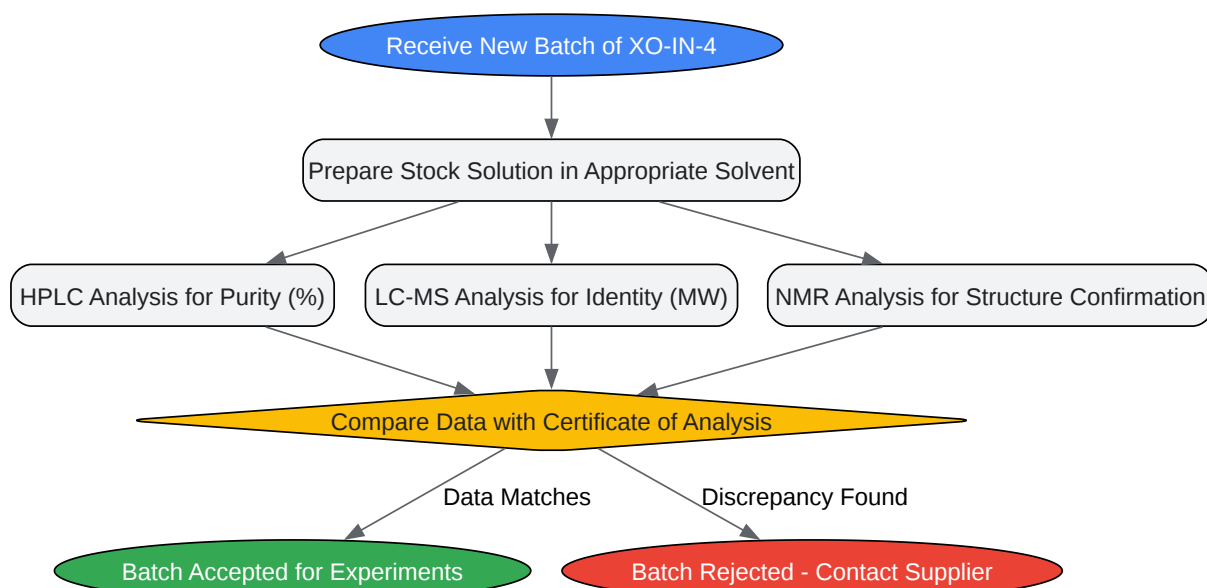 Receive New Batch of XO-IN-4
Prepare Stock Solution in Appropriate Solvent
HPLC Analysis for Purity (%)
LC-MS Analysis for Identity (MW)
NMR Analysis for Structure Confirmation
Compare Data with Certificate of Analysis
Data Matches
Discrepancy Found
Batch Accepted for Experiments
Batch Rejected - Contact Supplier